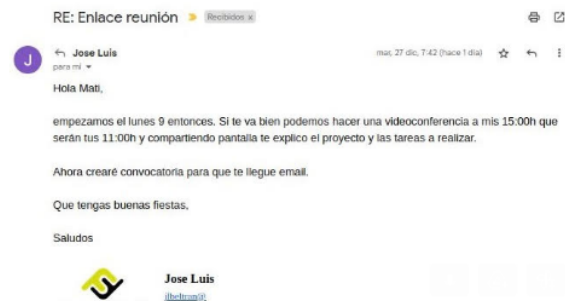 RE: Enlace reunión Recibidos x
J
Jose Luis mar, 27 dic, 7:42 (hace 1 día)
para mí
Hola Mati,
empezamos el lunes 9 entonces. Si te va bien podemos hacer una videoconferencia a mis 15:00h que
serán tus 11:00h y compartiendo pantalla te explico el proyecto y las tareas a realizar.
Ahora crearé convocatoria para que te llegue email.
Que tengas buenas fiestas,
Saludos
Jose Luis
jlbeltran@